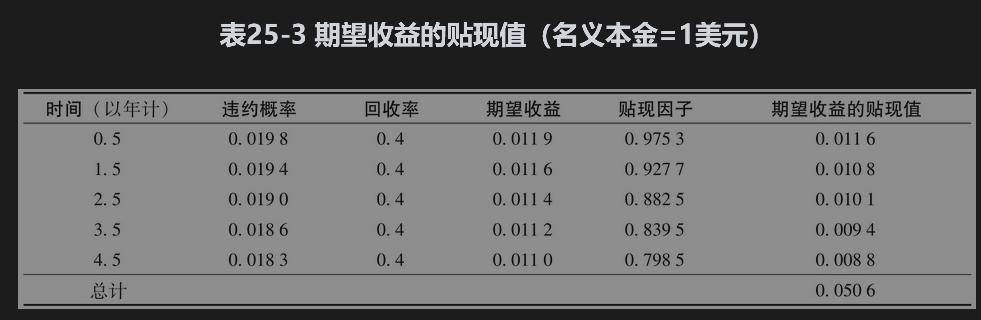 表25-3 期望收益的贴现值（名义本金=1美元）
时间（以年计） 违约概率 回收率 期望收益 贴现因子 期望收益的贴现值
0.5 0.019 8 0.4 0.011 9 0.975 3 0.011 6
1.5 0.019 4 0.4 0.011 6 0.927 7 0.010 8
2.5 0.019 0 0.4 0.011 4 0.882 5 0.010 1
3.5 0.018 6 0.4 0.011 2 0.839 5 0.009 4
4.5 0.018 3 0.4 0.011 0 0.798 5 0.008 8
总计 0.050 6